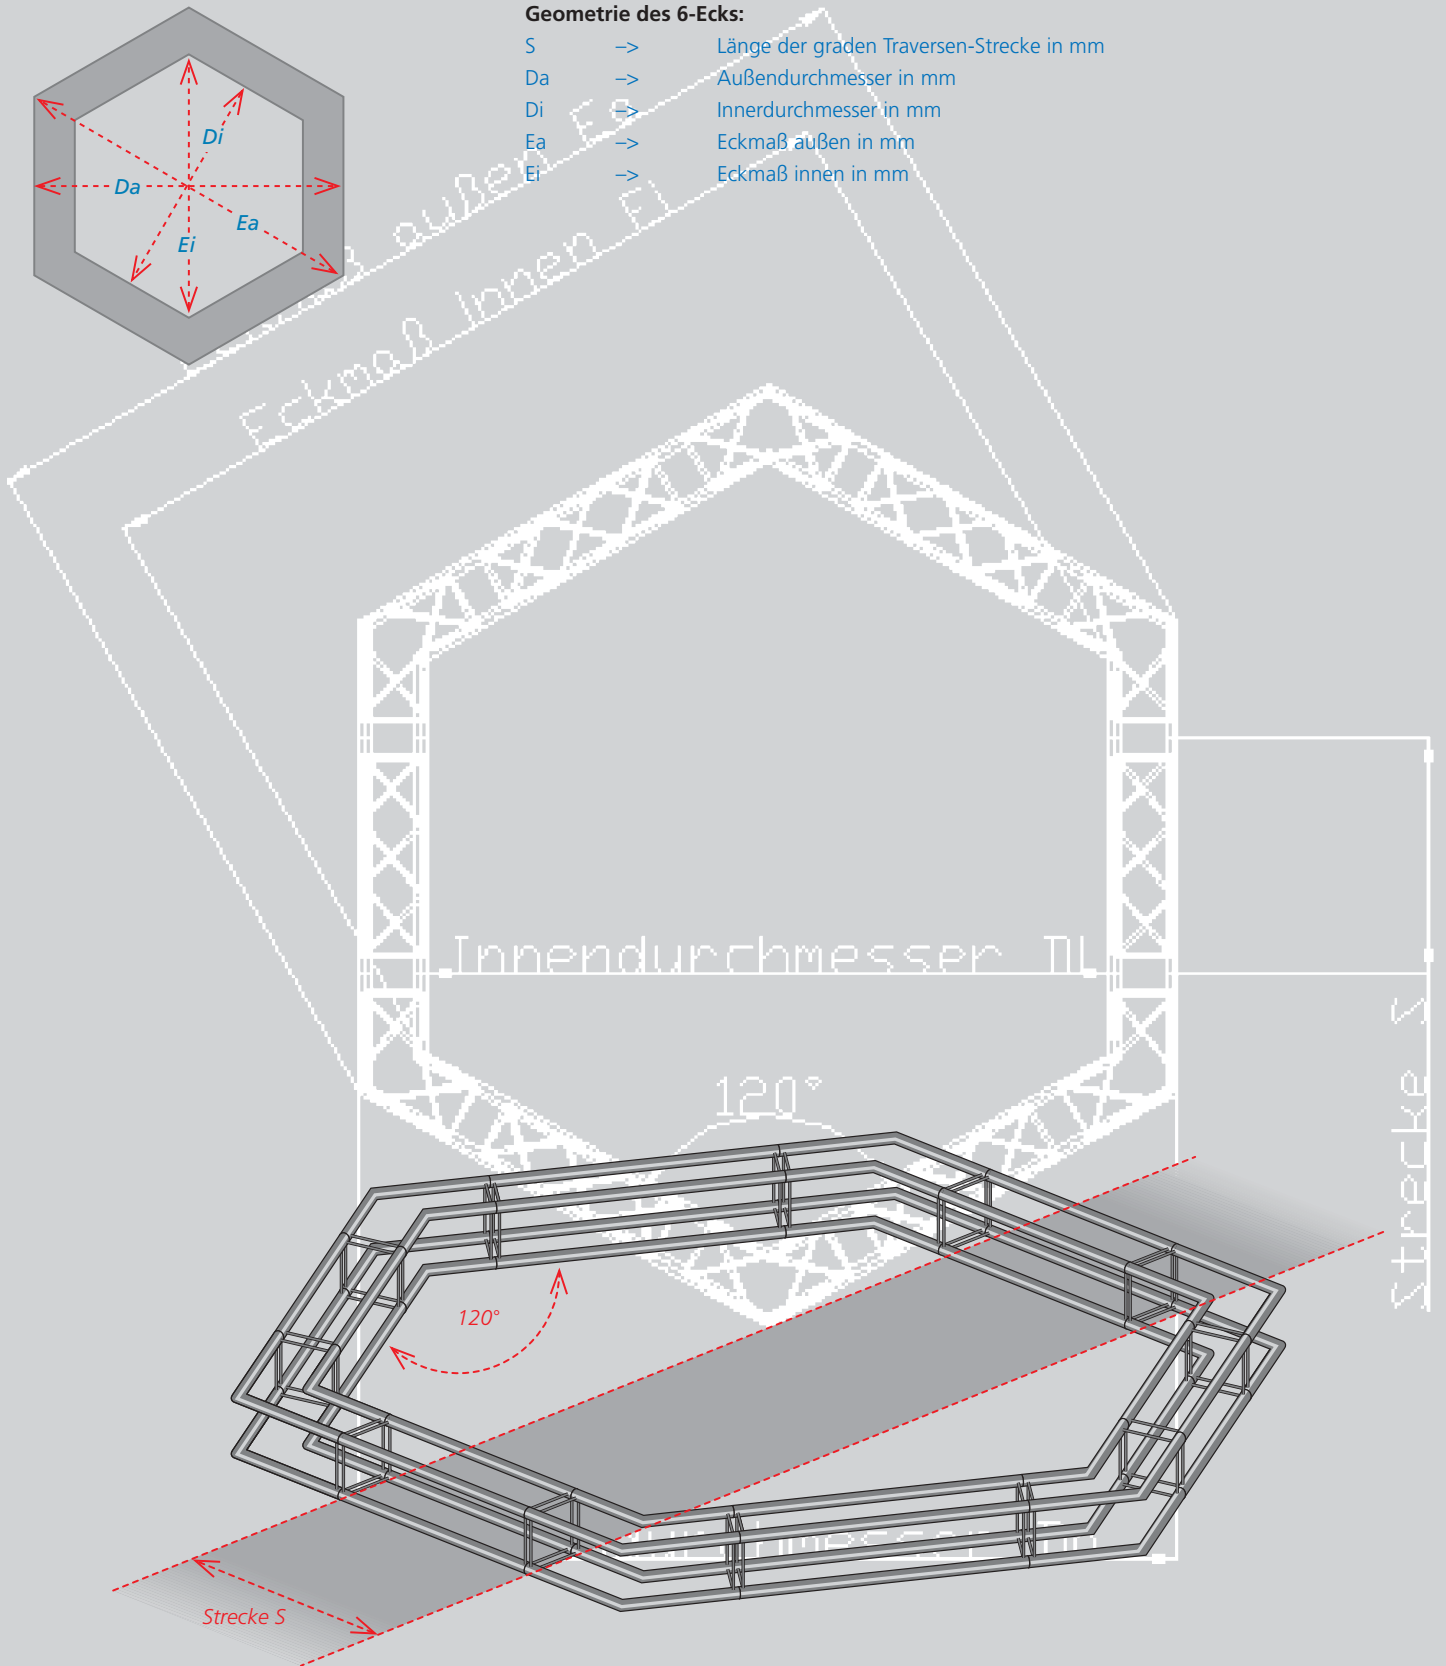 Geometrie des 6-Ecks:
S –> Länge der graden Traversen-Strecke in mm
Da –> Außendurchmesser in mm
Di –> Innerdurchmesser in mm
Ea –> Eckmaß außen in mm
Ei –> Eckmaß innen in mm
Di
Da
Ea
Ei
außen Ea
Eckmaß Innen EI
Innendurchmesser DI
120°
Strecke S
120°
Strecke S